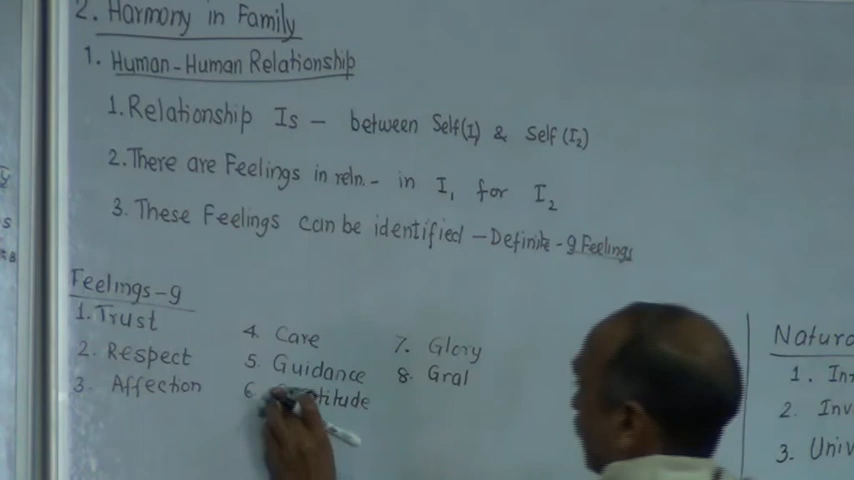 2. Harmony in Family
1. Human-Human Relationship
1. Relationship Is – between Self(I₁) & Self(I₂)
2. There are Feelings in reln. - in I₁ for I₂
3. These Feelings can be identified – Definite - 9 Feelings
Feelings-9
1. Trust
2. Respect
3. Affection
4. Care
5. Guidance
6.
7. Glory
8. Gral
Natura
1. In
2. Inv
3. Univ